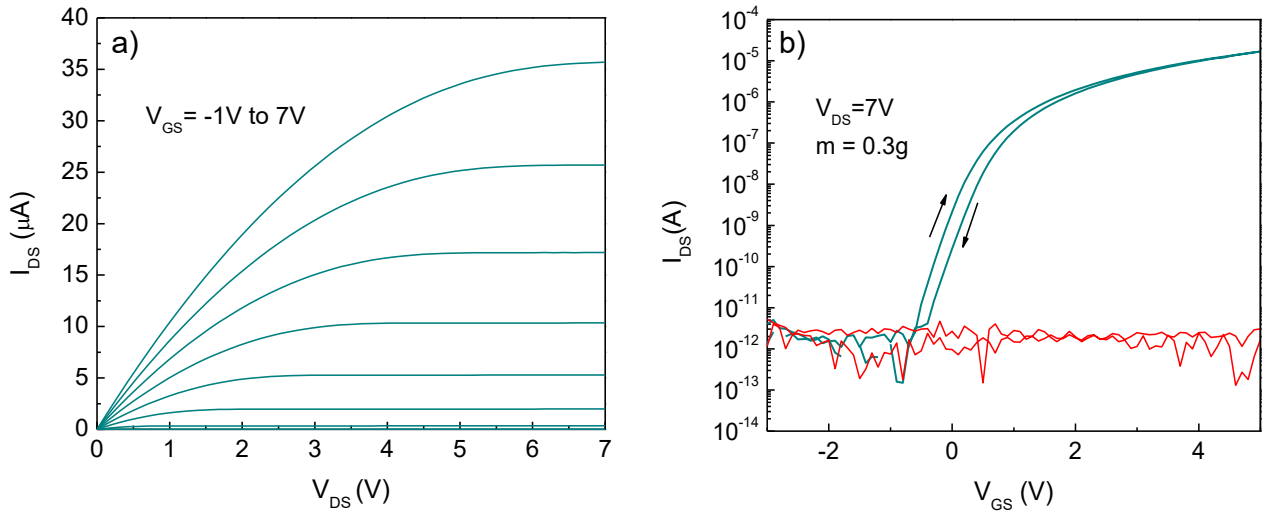 a)
V_GS= -1V to 7V
40
35
30
25
20
15
10
5
0
I_DS (μA)
0 1 2 3 4 5 6 7
V_DS (V)
b)
V_DS=7V
m = 0.3g
10^-4
10^-5
10^-6
10^-7
10^-8
10^-9
10^-10
10^-11
10^-12
10^-13
10^-14
I_DS(A)
-2 0 2 4
V_GS (V)